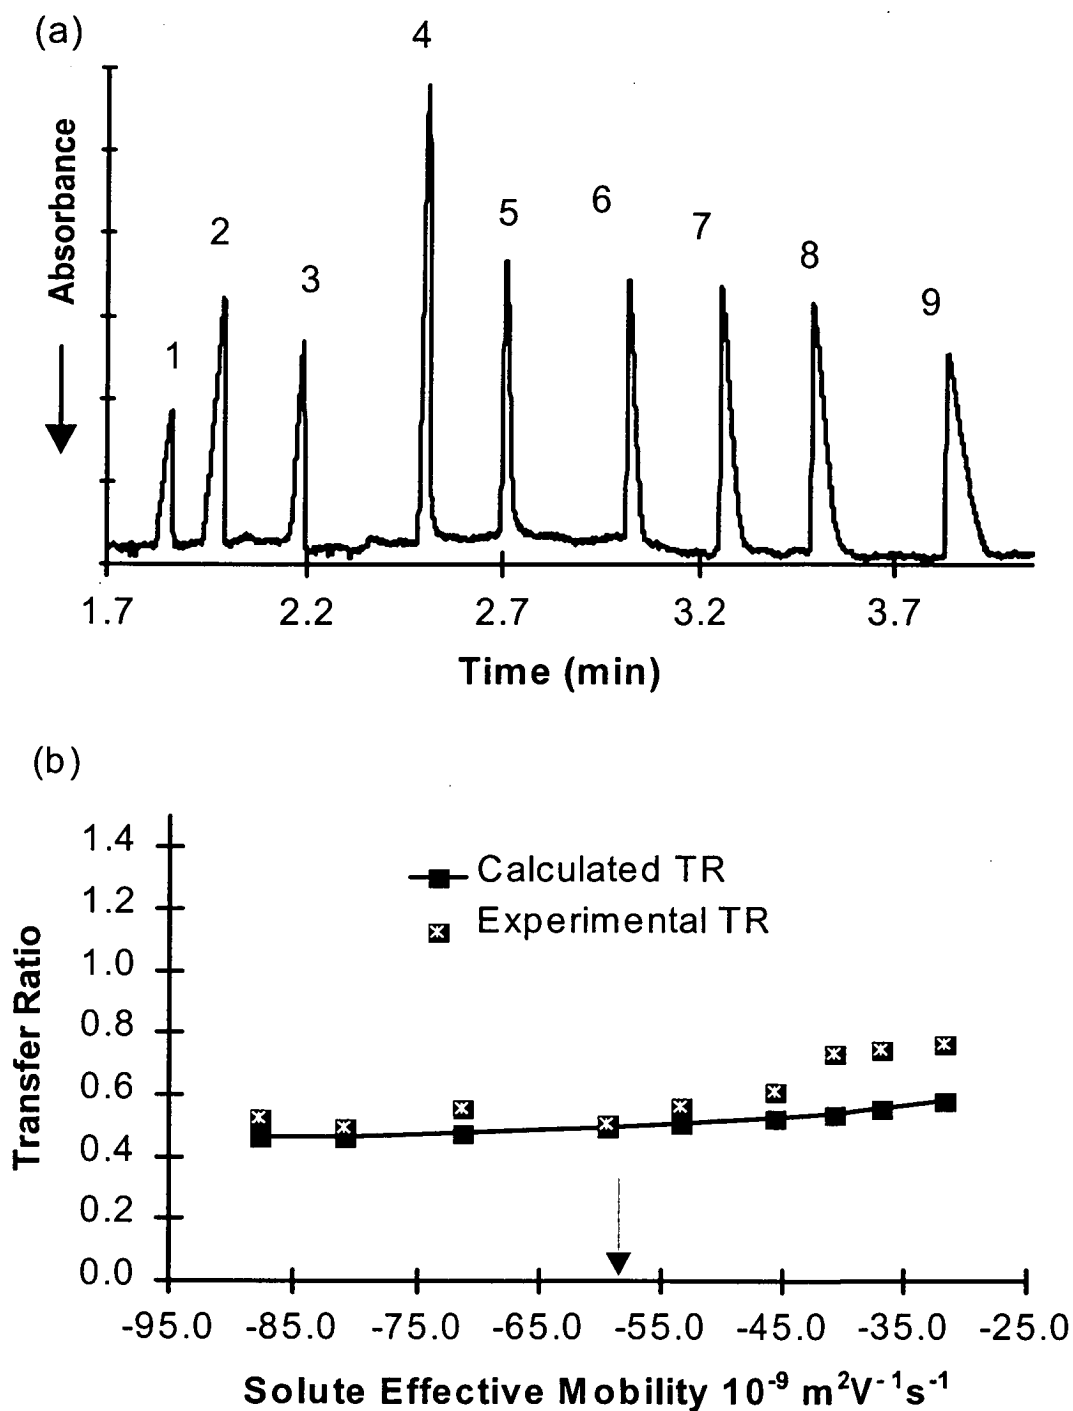 (a)
4
Absorbance
5
6
7
2
3
8
9
1
1.7 2.2 2.7 3.2 3.7
Time (min)
(b)
1.4
1.2
1.0
0.8
0.6
0.4
0.2
0.0
Transfer Ratio
Calculated TR
Experimental TR
-95.0 -85.0 -75.0 -65.0 -55.0 -45.0 -35.0 -25.0
Solute Effective Mobility 10⁻⁹ m²V⁻¹s⁻¹